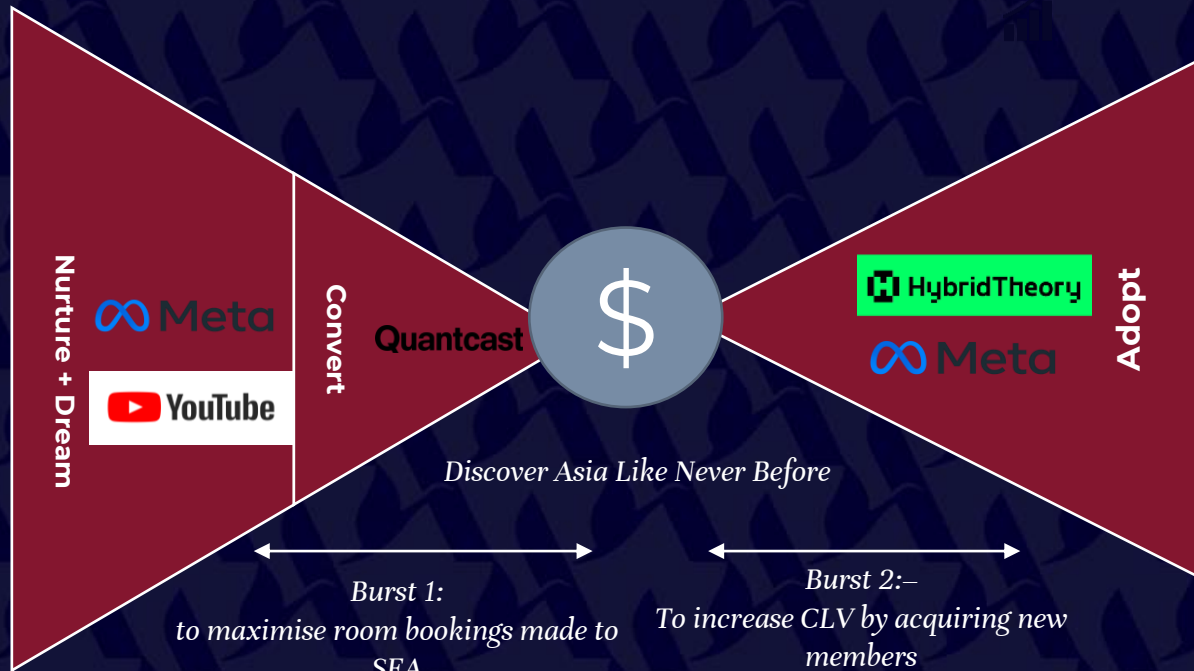 Nurture + Dream
Meta
YouTube
Convert
Quantcast
$
HybridTheory
Meta
Adopt
Discover Asia Like Never Before
Burst 1:
to maximise room bookings made to
SEA
Burst 2:–
To increase CLV by acquiring new
members